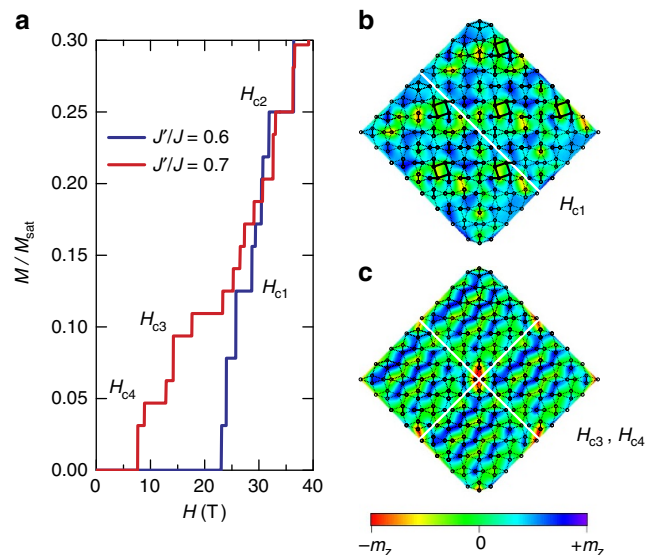 a
0.30
0.25
0.20
0.15
0.10
0.05
0.00
M / Msat
0 10 20 30 40
H (T)
Hc2
J′/J = 0.6
J′/J = 0.7
Hc1
Hc3
Hc4
b
Hc1
c
Hc3 , Hc4
−mz 0 +mz